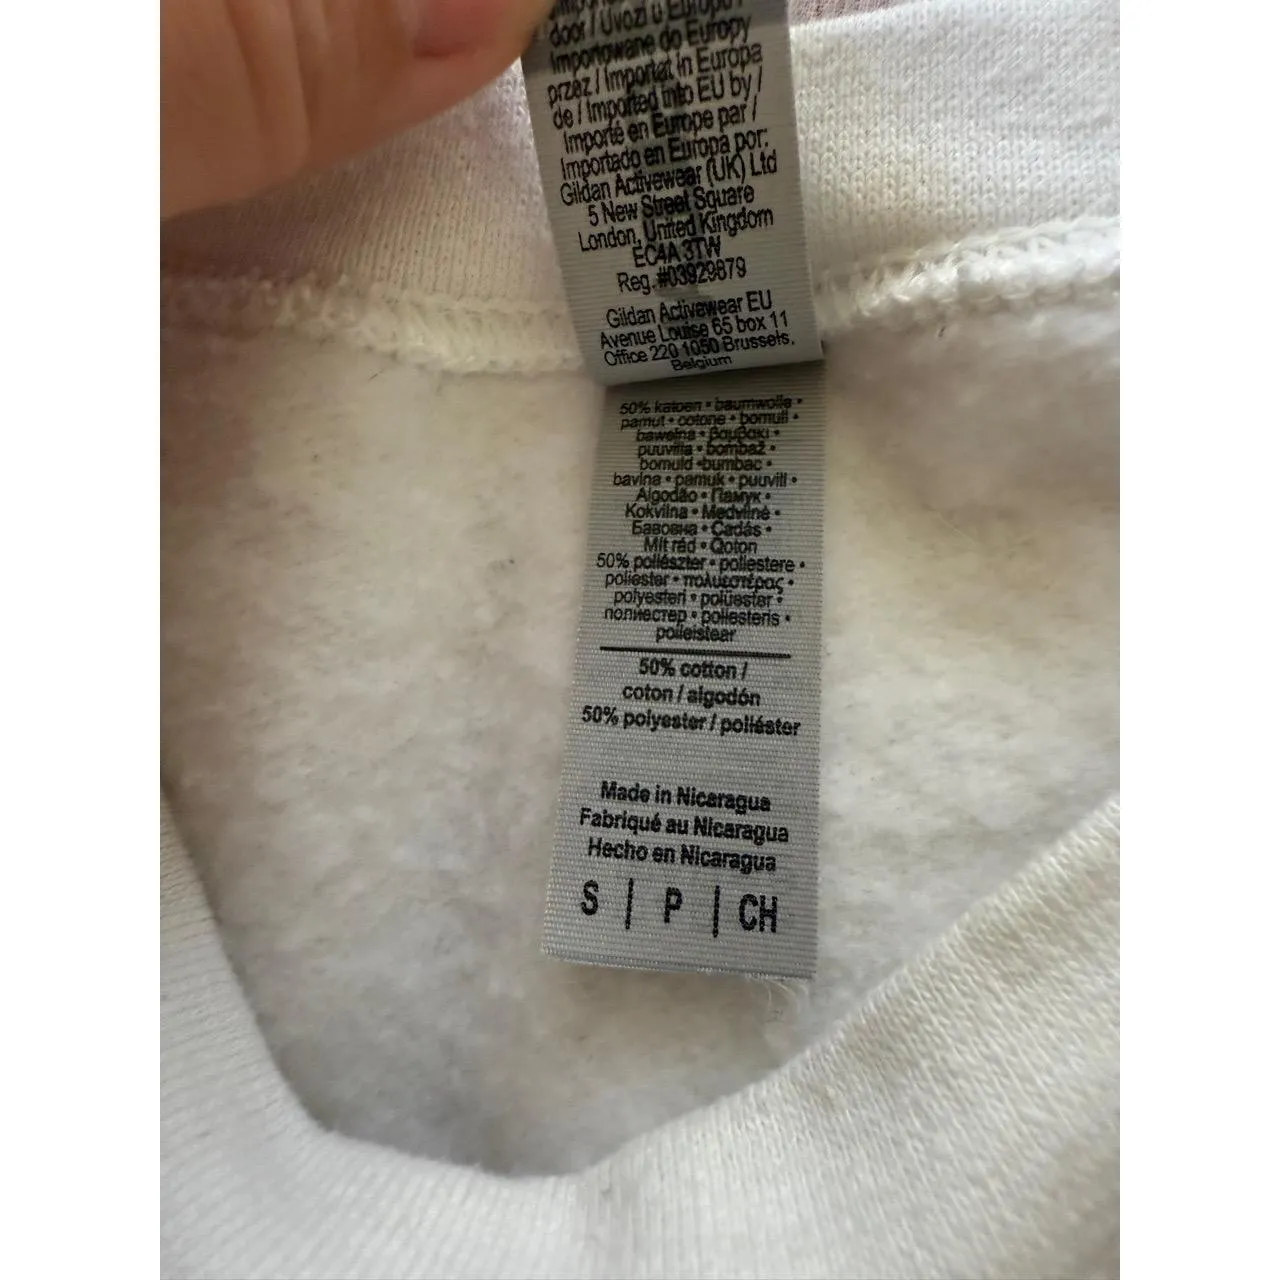 door / Uvozi u Europu /
Importowane do Europy
przez / Importat in Europa
de / Imported into EU by /
Importé en Europe par /
Importado en Europa por:
Gildan Activewear (UK) Ltd
5 New Street Square
London, United Kingdom
EC4A 3TW
Reg.#03929879
Gildan Activewear EU
Avenue Louise 65 box 11
Office 220 1050 Brussels,
Belgium
50% katoen • baumwolle •
pamut • cotone • bomull •
bawełna • βαμβακι •
puuvilla • bombaž •
bomuld •bumbac •
bavlna • pamuk • puuvill •
Algodão • Памук •
Kokvilna • Medvilnė •
Бавовна • Cadás •
Mit rád • Qoton
50% poliészter • poliestere •
poliester • πολυεστέρας •
polyesteri • polüester •
полиестер • poliesteris •
poileistear
50% cotton /
coton / algodón
50% polyester / poliéster
Made in Nicaragua
Fabriqué au Nicaragua
Hecho en Nicaragua
S | P | CH